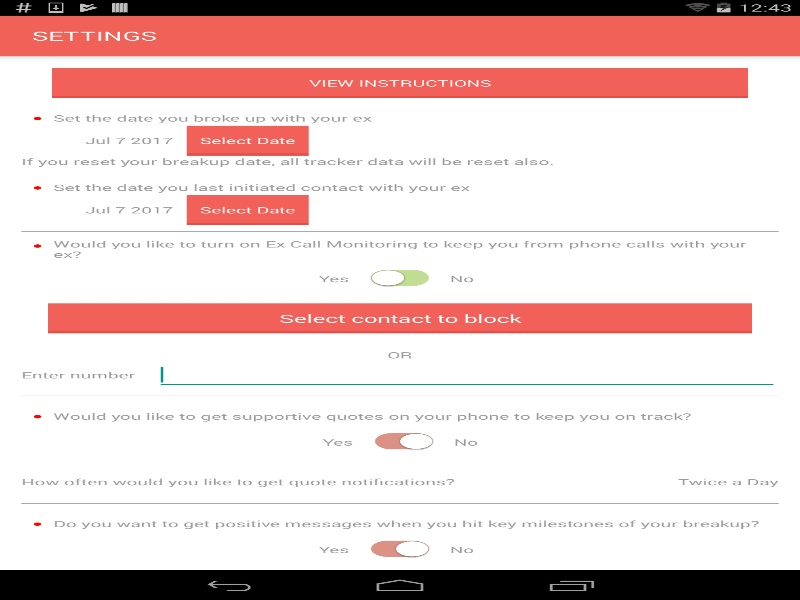 # 12:43
SETTINGS
VIEW INSTRUCTIONS
Set the date you broke up with your ex
Jul 7 2017 Select Date
If you reset your breakup date, all tracker data will be reset also.
Set the date you last initiated contact with your ex
Jul 7 2017 Select Date
Would you like to turn on Ex Call Monitoring to keep you from phone calls with your
ex?
Yes No
Select contact to block
OR
Enter number
Would you like to get supportive quotes on your phone to keep you on track?
Yes No
How often would you like to get quote notifications? Twice a Day
Do you want to get positive messages when you hit key milestones of your breakup?
Yes No